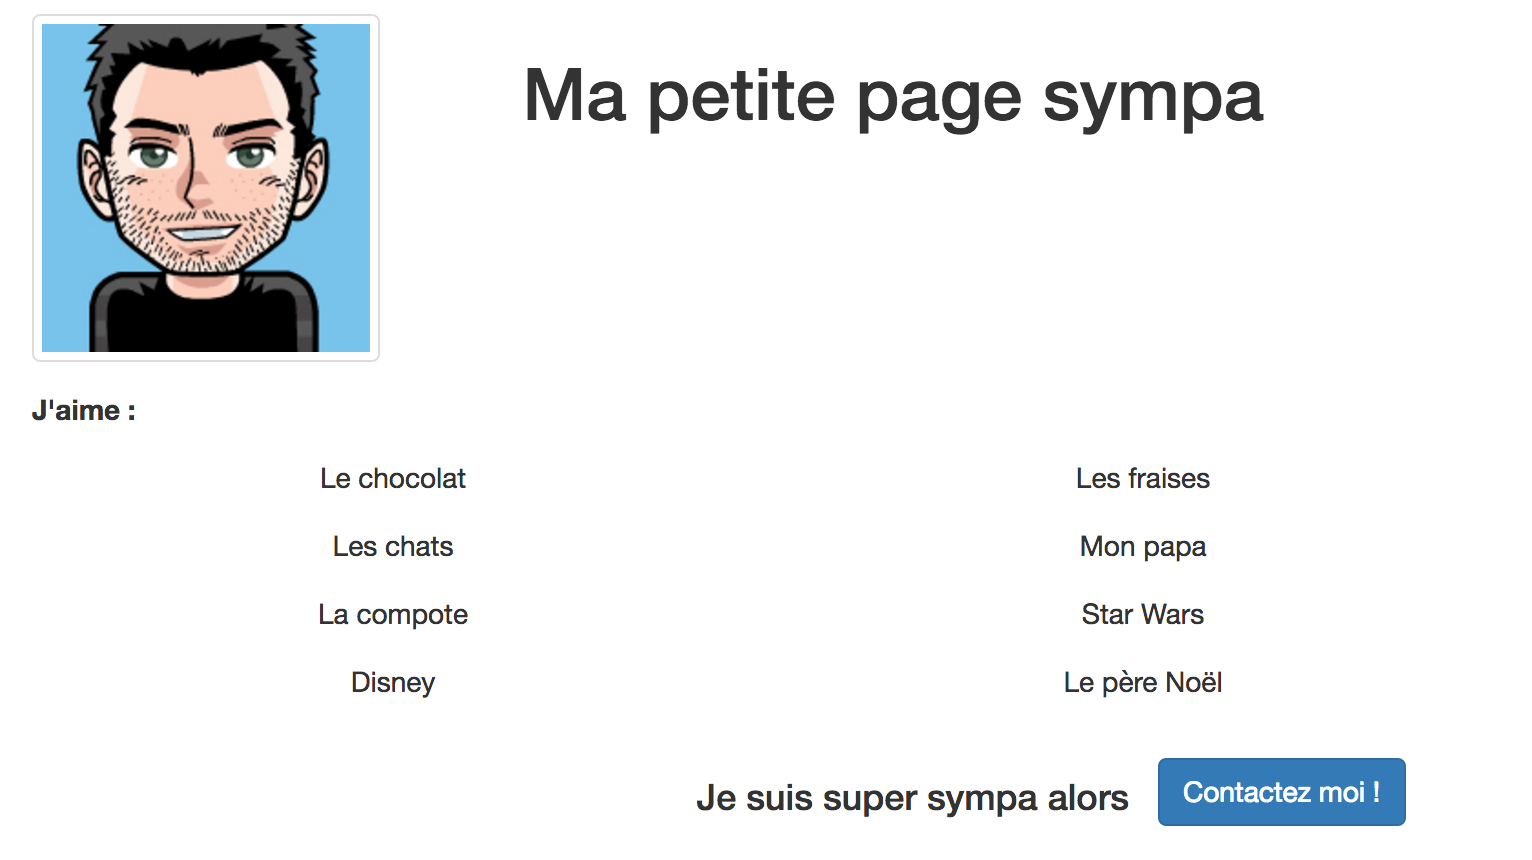 Ma petite page sympa
J'aime :
Le chocolat Les fraises
Les chats Mon papa
La compote Star Wars
Disney Le père Noël
Je suis super sympa alors Contactez moi !